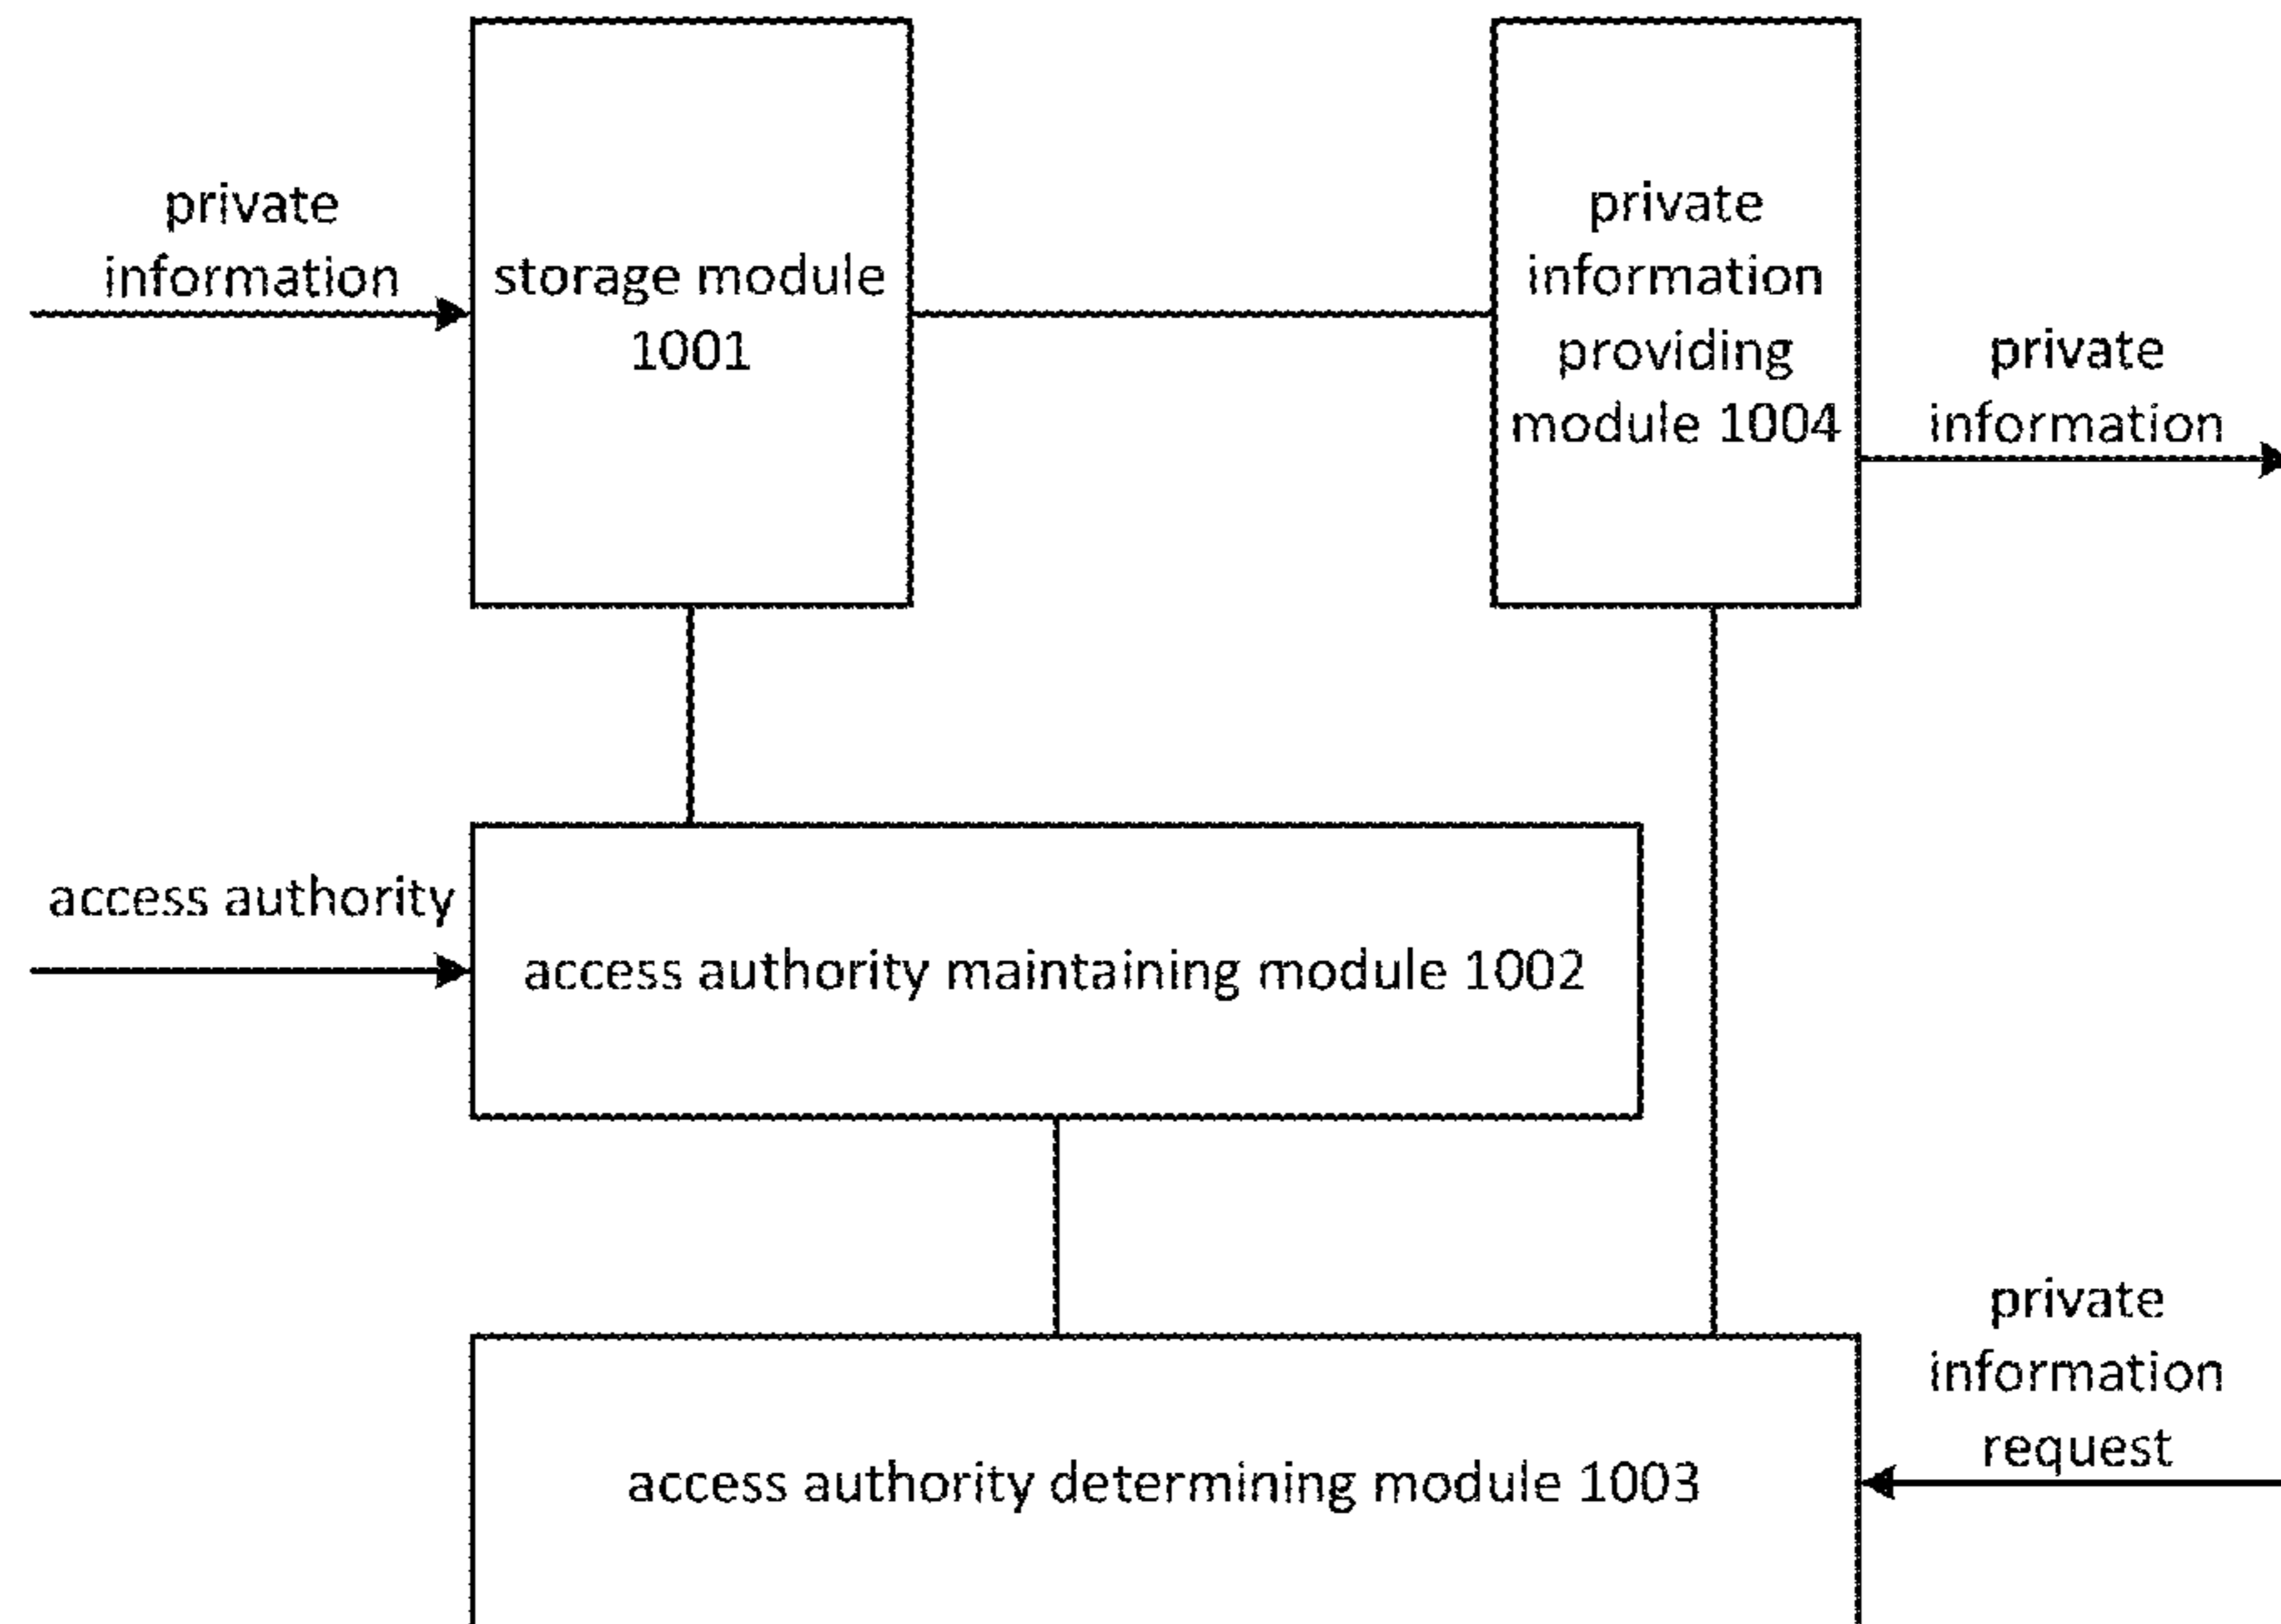 private
information
storage module
1001
private
information
providing
module 1004
private
information
access authority
access authority maintaining module 1002
private
information
request
access authority determining module 1003